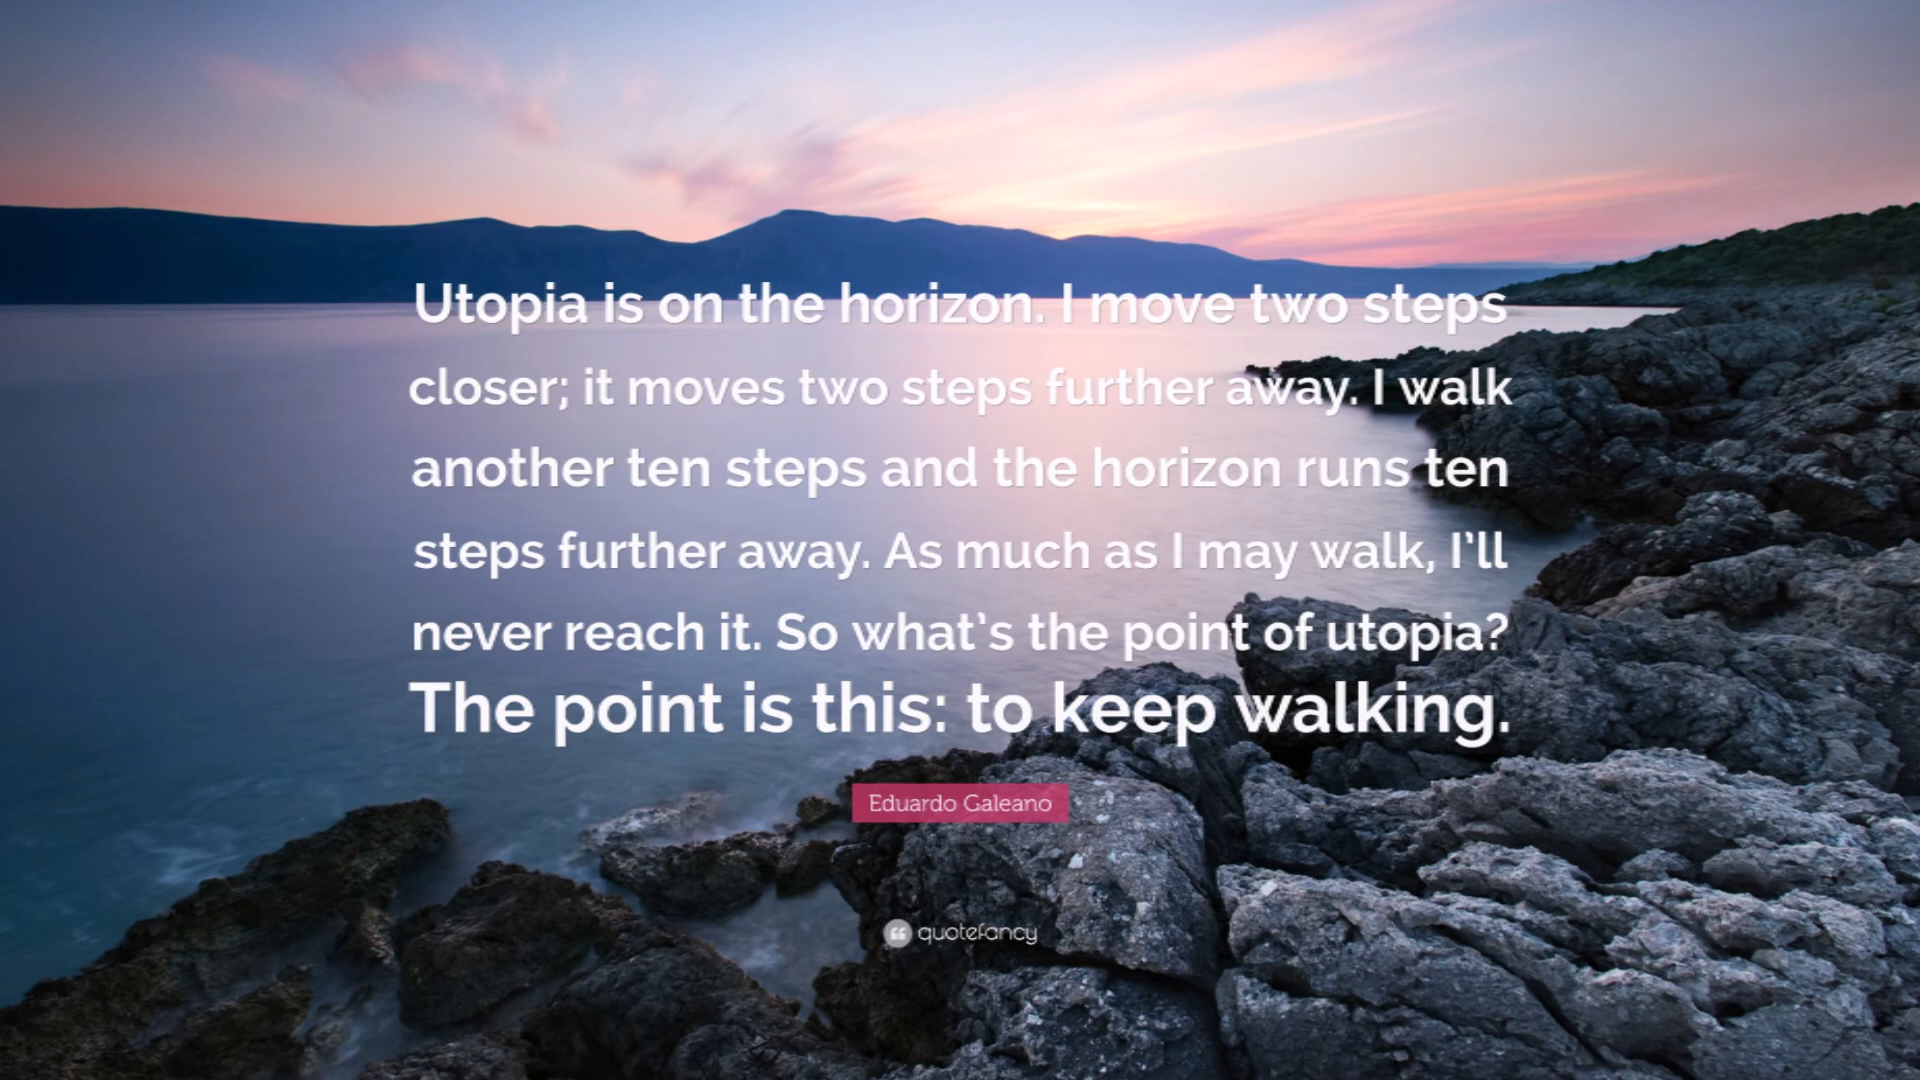 Utopia is on the horizon. I move two steps
closer; it moves two steps further away. I walk
another ten steps and the horizon runs ten
steps further away. As much as I may walk, I’ll
never reach it. So what’s the point of utopia?
The point is this: to keep walking.
Eduardo Galeano
quotefancy